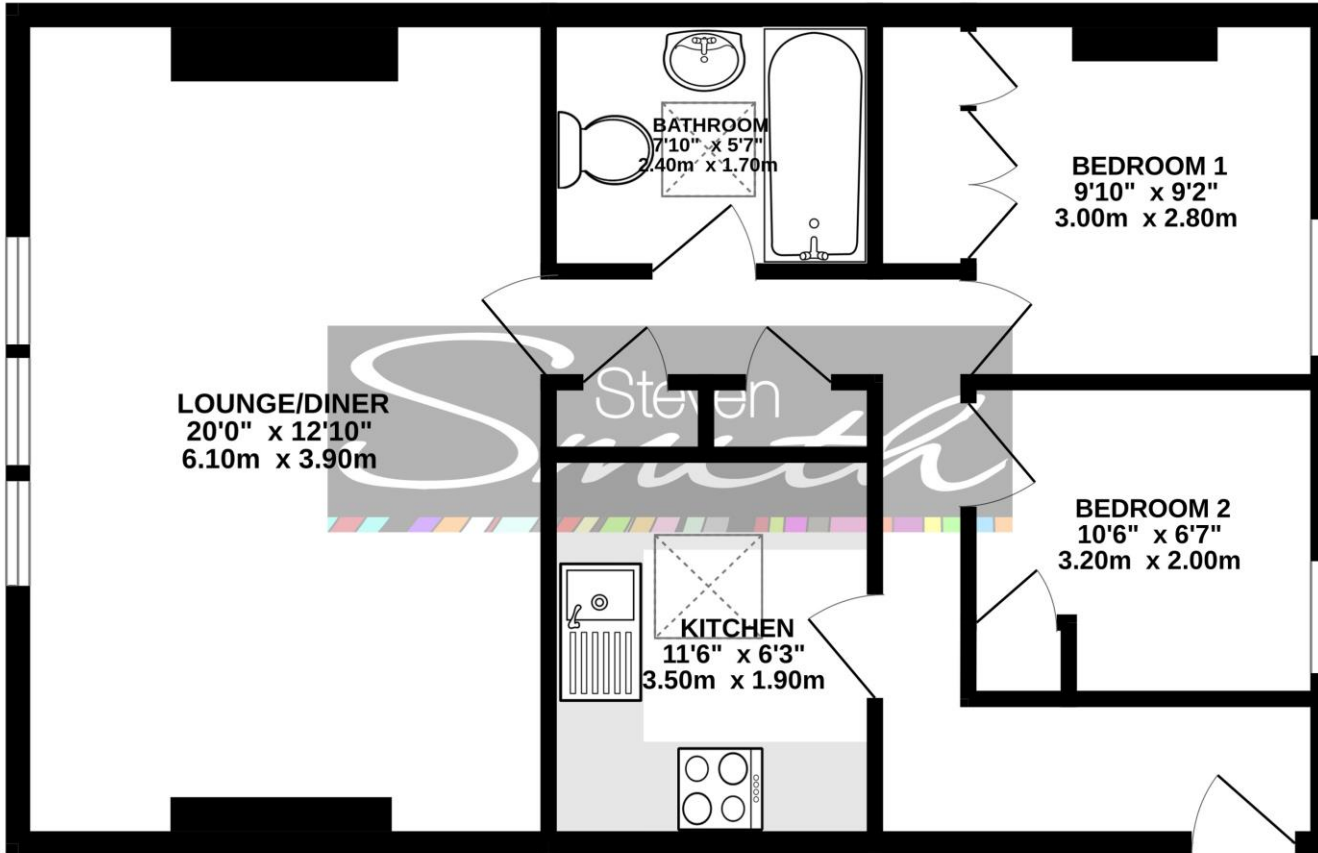 BATHROOM
7'10" x 5'7"
2.40m x 1.70m
BEDROOM 1
9'10" x 9'2"
3.00m x 2.80m
LOUNGE/DINER
20'0" x 12'10"
6.10m x 3.90m
Steven
Smith
BEDROOM 2
10'6" x 6'7"
3.20m x 2.00m
KITCHEN
11'6" x 6'3"
3.50m x 1.90m